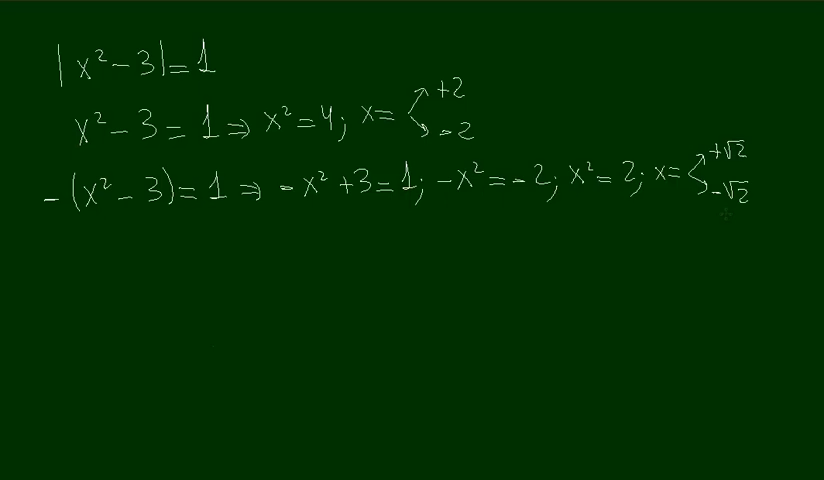 |x² - 3| = 1
x² - 3 = 1 ⇒ x² = 4; x = +2 -2
-(x² - 3) = 1 ⇒ -x² + 3 = 1; -x² = -2; x² = 2; x = +√2 -√2